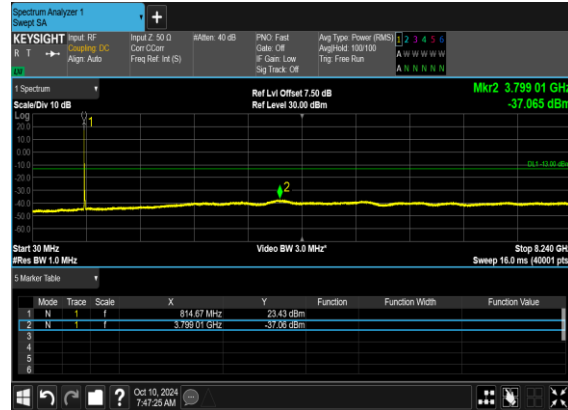 Spectrum Analyzer 1
Swept SA
KEYSIGHT
R T
Input: RF
Coupling: DC
Align: Auto
Input Z: 50 Ω
Corr CCorr
Freq Ref: Int (S)
#Atten: 40 dB
PNO: Fast
Gate: Off
IF Gain: Low
Sig Track: Off
Avg Type: Power (RMS)
Avg|Hold: 100/100
Trig: Free Run
1 2 3 4 5 6
A W W W W W
A N N N N N
1 Spectrum
Scale/Div 10 dB
Log
Ref Lvl Offset 7.50 dB
Ref Level 30.00 dBm
Mkr2 3.799 01 GHz
-37.065 dBm
20.0
10.0
0.00
-10.0
-20.0
-30.0
-40.0
-50.0
-60.0
1
2
DL1 -13.00 dBm
Start 30 MHz
#Res BW 1.0 MHz
Video BW 3.0 MHz*
Stop 8.240 GHz
Sweep 16.0 ms (40001 pts)
5 Marker Table
Mode Trace Scale X Y Function Function Width Function Value
1 N 1 f 814.67 MHz 23.43 dBm
2 N 1 f 3.799 01 GHz -37.06 dBm
3
4
5
6
?
Oct 10, 2024
7:47:25 AM